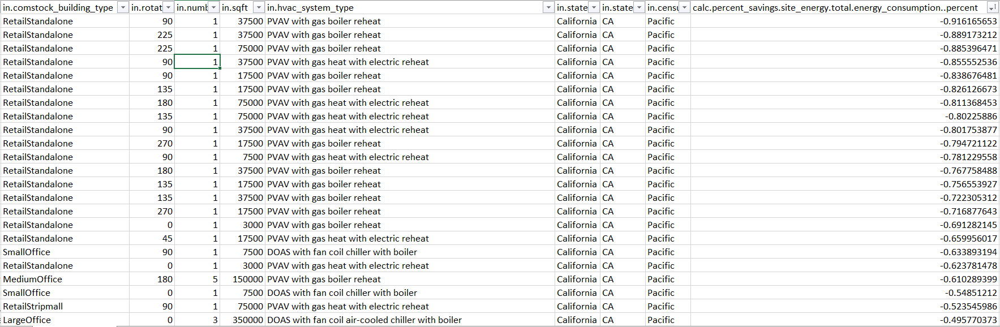 in.comstock_building_type in.rotat in.numb in.sqft in.hvac_system_type in.state in.state in.censu calc.percent_savings.site_energy.total.energy_consumption..percent
RetailStandalone 90 1 37500 PVAV with gas boiler reheat California CA Pacific -0.916165653
RetailStandalone 225 1 37500 PVAV with gas boiler reheat California CA Pacific -0.889173212
RetailStandalone 225 1 75000 PVAV with gas boiler reheat California CA Pacific -0.885396471
RetailStandalone 90 1 37500 PVAV with gas heat with electric reheat California CA Pacific -0.855552536
RetailStandalone 90 1 17500 PVAV with gas boiler reheat California CA Pacific -0.838676481
RetailStandalone 135 1 17500 PVAV with gas boiler reheat California CA Pacific -0.826126673
RetailStandalone 180 1 75000 PVAV with gas heat with electric reheat California CA Pacific -0.811368453
RetailStandalone 135 1 75000 PVAV with gas heat with electric reheat California CA Pacific -0.80225886
RetailStandalone 90 1 37500 PVAV with gas heat with electric reheat California CA Pacific -0.801753877
RetailStandalone 270 1 17500 PVAV with gas boiler reheat California CA Pacific -0.794721122
RetailStandalone 90 1 7500 PVAV with gas heat with electric reheat California CA Pacific -0.781229558
RetailStandalone 180 1 37500 PVAV with gas boiler reheat California CA Pacific -0.767758488
RetailStandalone 135 1 17500 PVAV with gas boiler reheat California CA Pacific -0.756553927
RetailStandalone 135 1 37500 PVAV with gas boiler reheat California CA Pacific -0.722305312
RetailStandalone 270 1 17500 PVAV with gas boiler reheat California CA Pacific -0.716877643
RetailStandalone 0 1 3000 PVAV with gas boiler reheat California CA Pacific -0.691282145
RetailStandalone 45 1 17500 PVAV with gas heat with electric reheat California CA Pacific -0.659956017
SmallOffice 90 1 7500 DOAS with fan coil chiller with boiler California CA Pacific -0.633893194
RetailStandalone 0 1 3000 PVAV with gas heat with electric reheat California CA Pacific -0.623781478
MediumOffice 180 5 150000 PVAV with gas boiler reheat California CA Pacific -0.610289399
SmallOffice 0 1 7500 DOAS with fan coil chiller with boiler California CA Pacific -0.54851212
RetailStripmall 90 1 75000 PVAV with gas heat with electric reheat California CA Pacific -0.523545986
LargeOffice 0 3 350000 DOAS with fan coil air-cooled chiller with boiler California CA Pacific -0.495770373